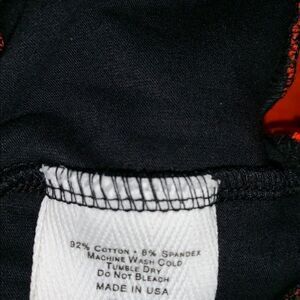 92% COTTON • 8% SPANDEX
MACHINE WASH COLD
TUMBLE DRY
DO NOT BLEACH
MADE IN USA